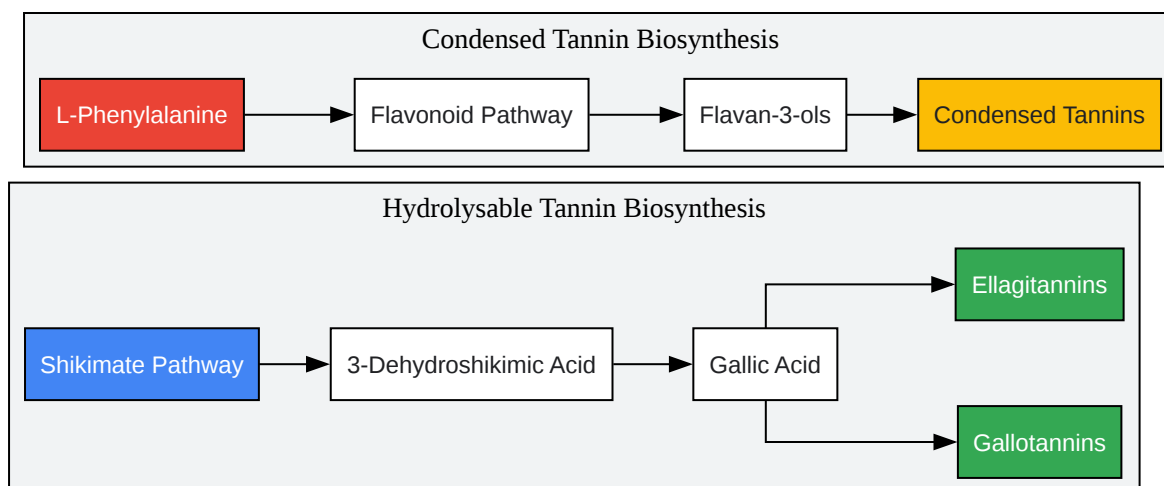 Condensed Tannin Biosynthesis
L-Phenylalanine
Flavonoid Pathway
Flavan-3-ols
Condensed Tannins
Hydrolysable Tannin Biosynthesis
Ellagitannins
Shikimate Pathway
3-Dehydroshikimic Acid
Gallic Acid
Gallotannins